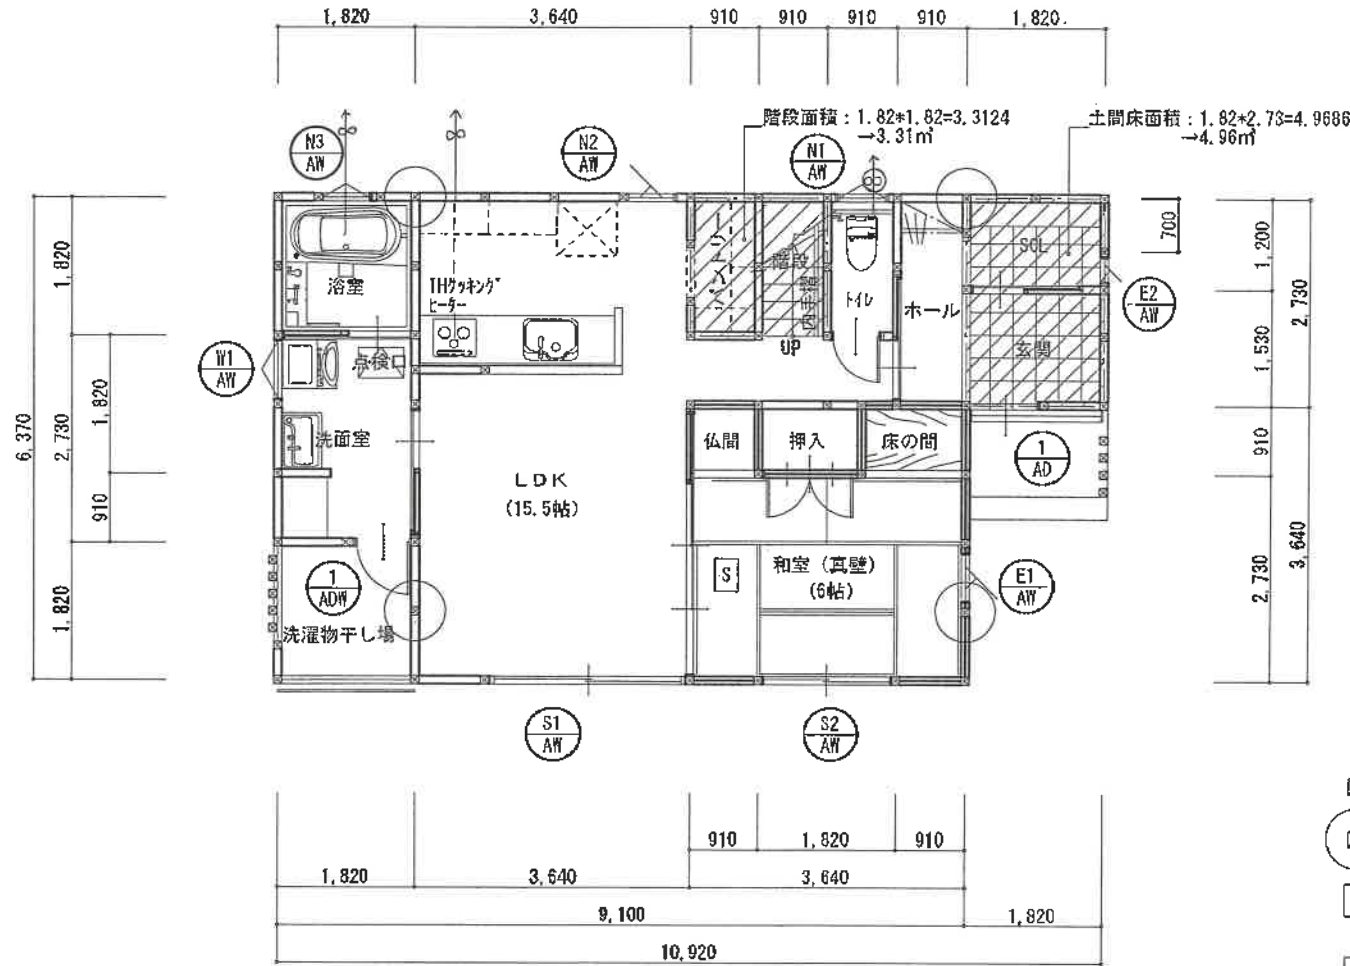 1,820
3,640
910
910
910
910
1,820
階段面積：1.82*1.82=3.3124
→3.31㎡
土間床面積：1.82*2.73=4.9686
→4.96㎡
N3
AW
N2
AW
N1
AW
6,370
1,820
2,730
1,820
910
1,820
浴室
IHクッキング
ヒーター
パントリー
階段
UP
トイレ
ホール
SCL
玄関
700
1,200
1,530
2,730
910
2,730
3,640
E2
AW
W1
AW
点検
洗面室
LDK
(15.5帖)
仏間
押入
床の間
1
AD
和室（真壁）
(6帖)
S
E1
AW
1
ADW
洗濯物干し場
S1
AW
S2
AW
910
1,820
910
1,820
3,640
3,640
9,100
1,820
10,920